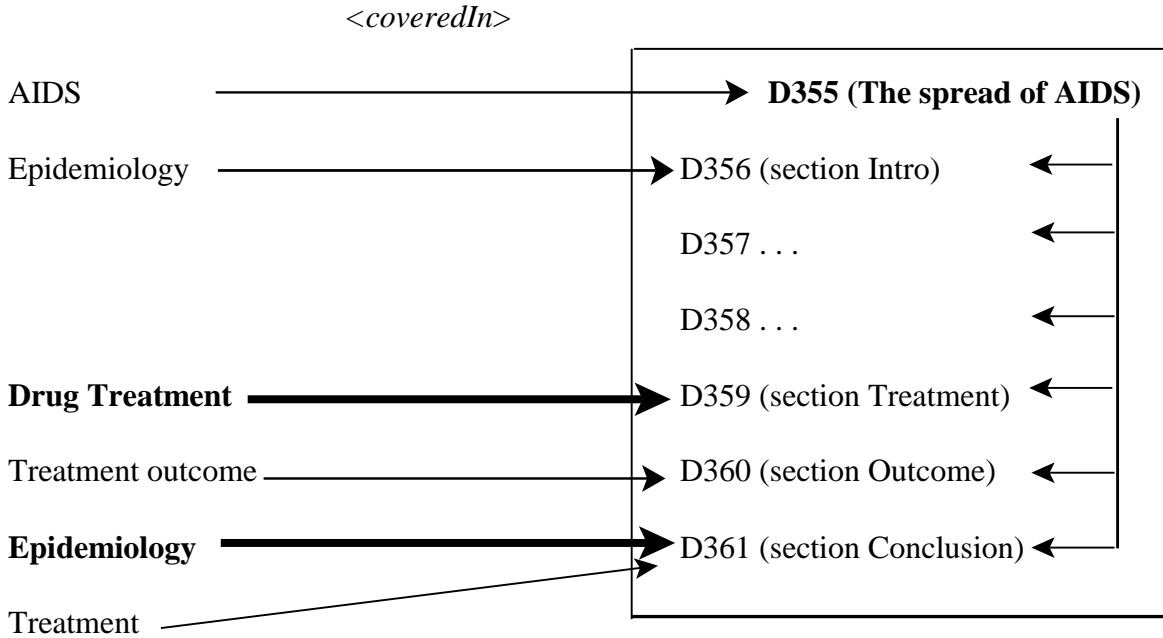 <coveredIn>
AIDS D355 (The spread of AIDS)
Epidemiology D356 (section Intro)
D357 . . .
D358 . . .
Drug Treatment D359 (section Treatment)
Treatment outcome D360 (section Outcome)
Epidemiology D361 (section Conclusion)
Treatment